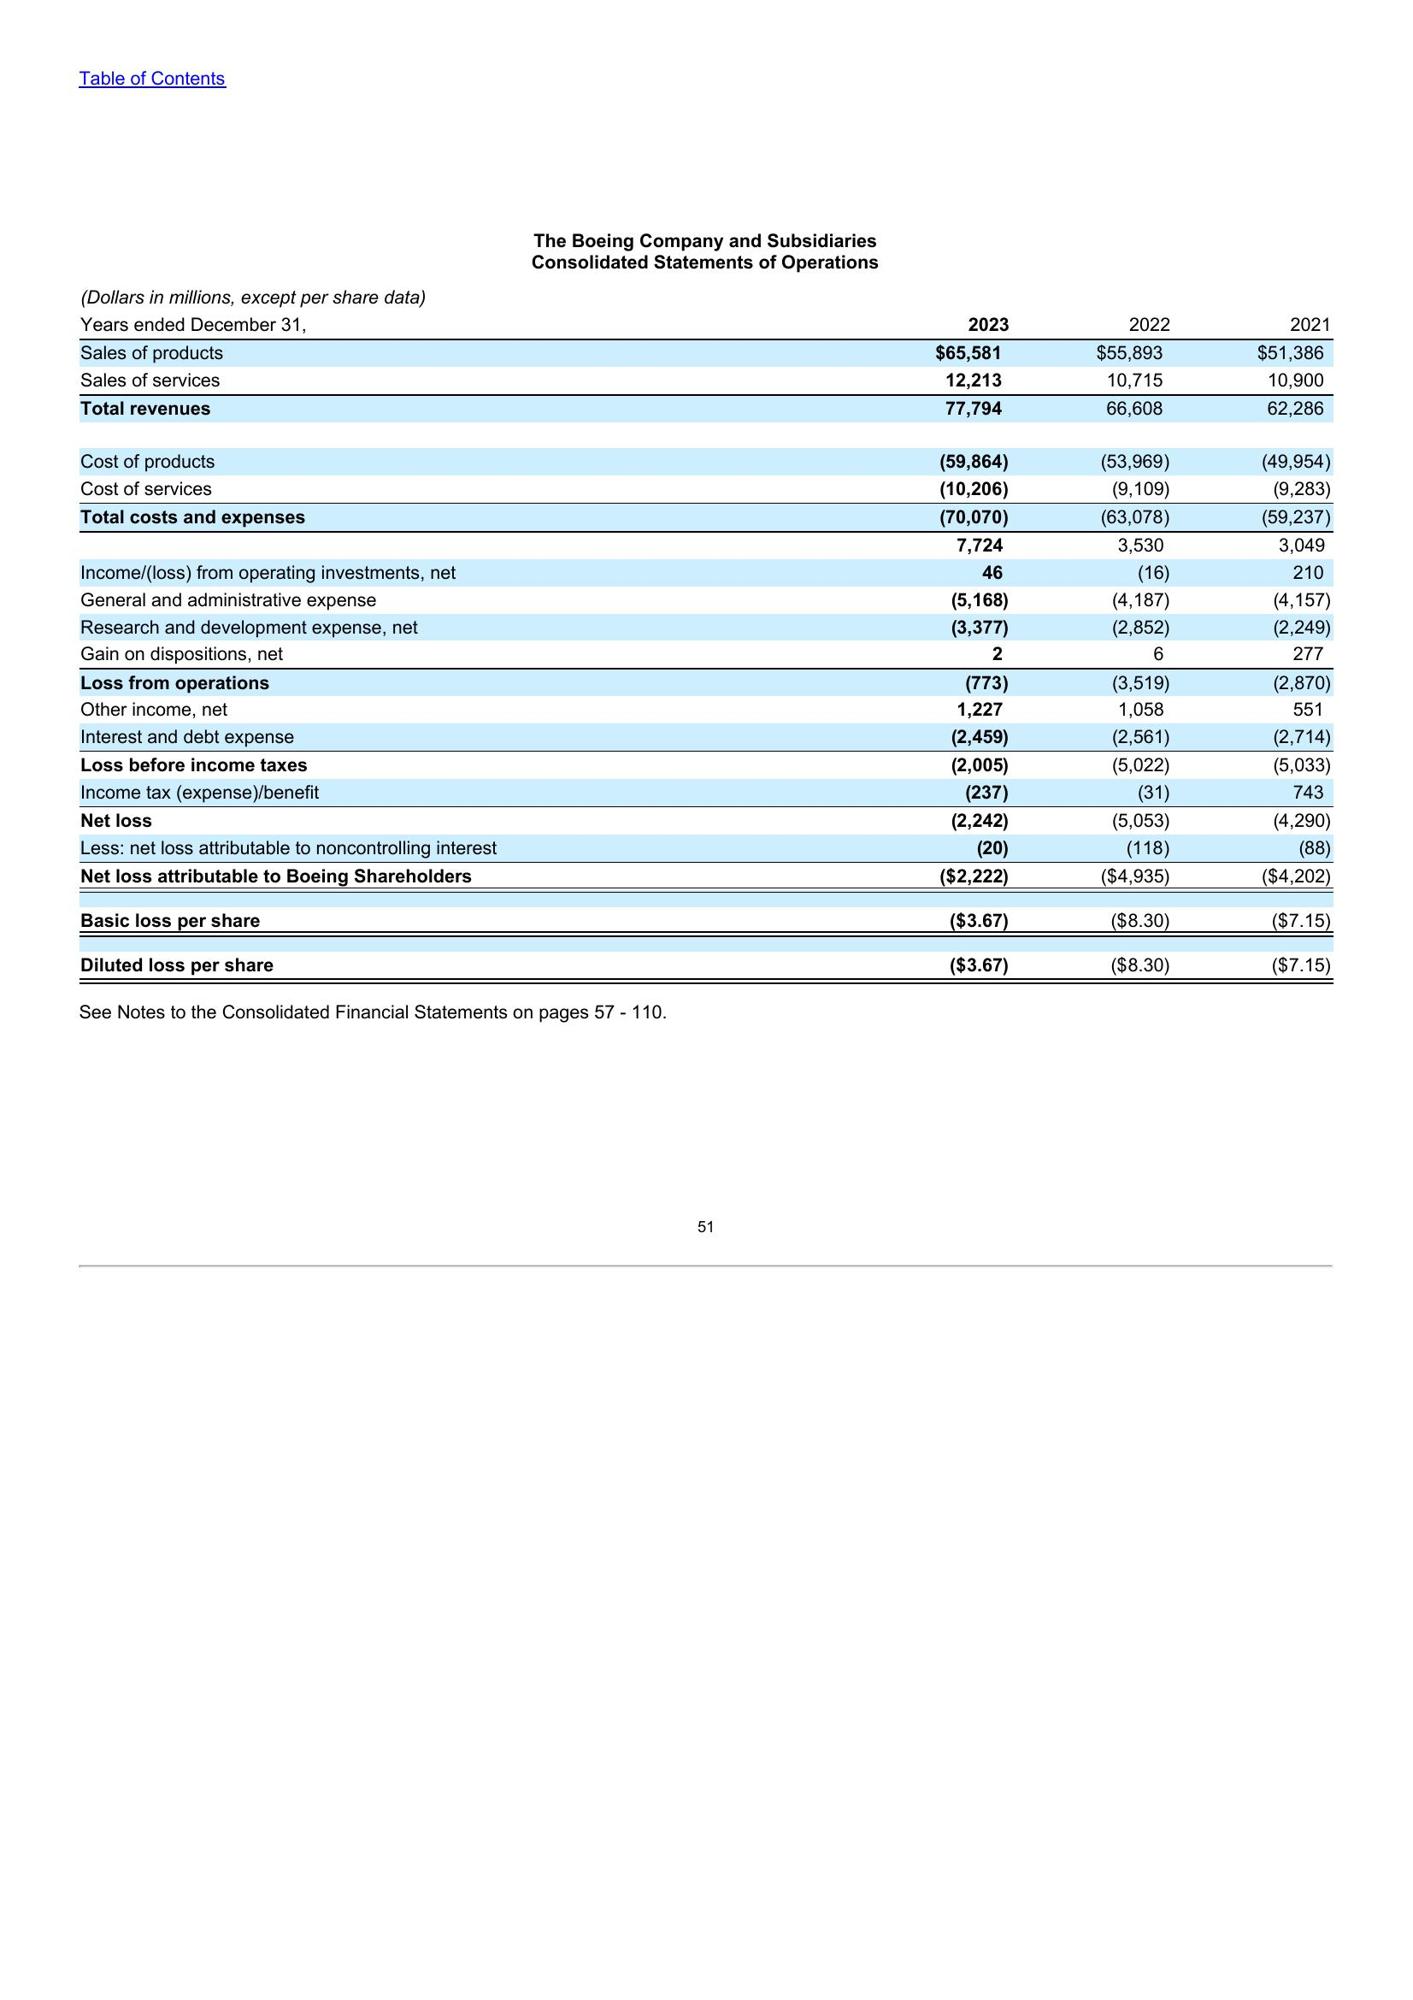 Table of Contents
The Boeing Company and Subsidiaries
Consolidated Statements of Operations
(Dollars in millions, except per share data)
Years ended December 31, 2023 2022 2021
Sales of products $65,581 $55,893 $51,386
Sales of services 12,213 10,715 10,900
Total revenues 77,794 66,608 62,286
Cost of products (59,864) (53,969) (49,954)
Cost of services (10,206) (9,109) (9,283)
Total costs and expenses (70,070) (63,078) (59,237)
7,724 3,530 3,049
Income/(loss) from operating investments, net 46 (16) 210
General and administrative expense (5,168) (4,187) (4,157)
Research and development expense, net (3,377) (2,852) (2,249)
Gain on dispositions, net 2 6 277
Loss from operations (773) (3,519) (2,870)
Other income, net 1,227 1,058 551
Interest and debt expense (2,459) (2,561) (2,714)
Loss before income taxes (2,005) (5,022) (5,033)
Income tax (expense)/benefit (237) (31) 743
Net loss (2,242) (5,053) (4,290)
Less: net loss attributable to noncontrolling interest (20) (118) (88)
Net loss attributable to Boeing Shareholders ($2,222) ($4,935) ($4,202)
Basic loss per share ($3.67) ($8.30) ($7.15)
Diluted loss per share ($3.67) ($8.30) ($7.15)
See Notes to the Consolidated Financial Statements on pages 57 - 110.
51